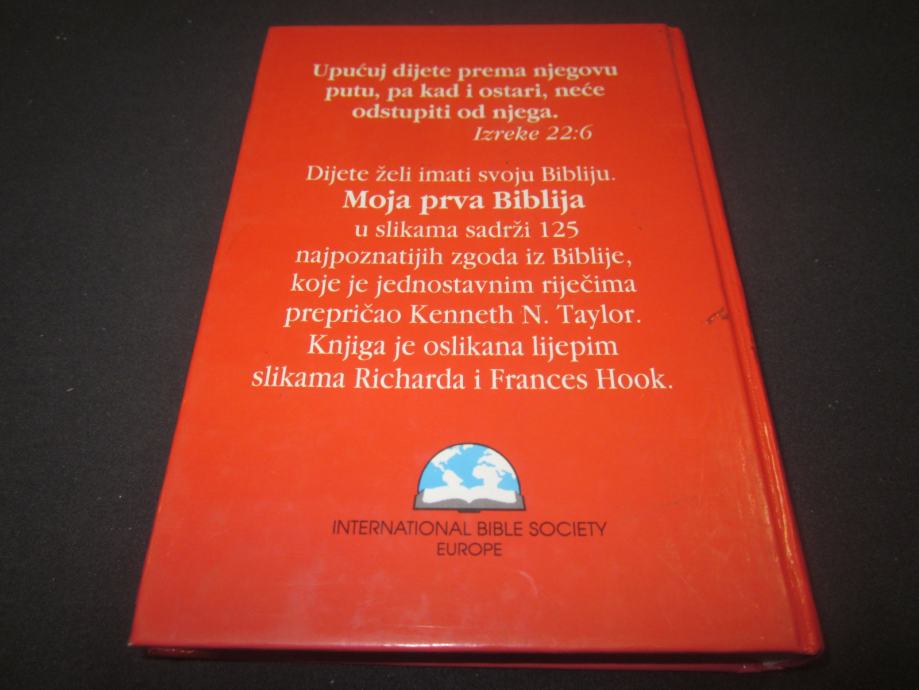 Upućuj dijete prema njegovu
putu, pa kad i ostari, neće
odstupiti od njega.
Izreke 22:6
Dijete želi imati svoju Bibliju.
Moja prva Biblija
u slikama sadrži 125
najpoznatijih zgoda iz Biblije,
koje je jednostavnim riječima
prepričao Kenneth N. Taylor.
Knjiga je oslikana lijepim
slikama Richarda i Frances Hook.
INTERNATIONAL BIBLE SOCIETY
EUROPE